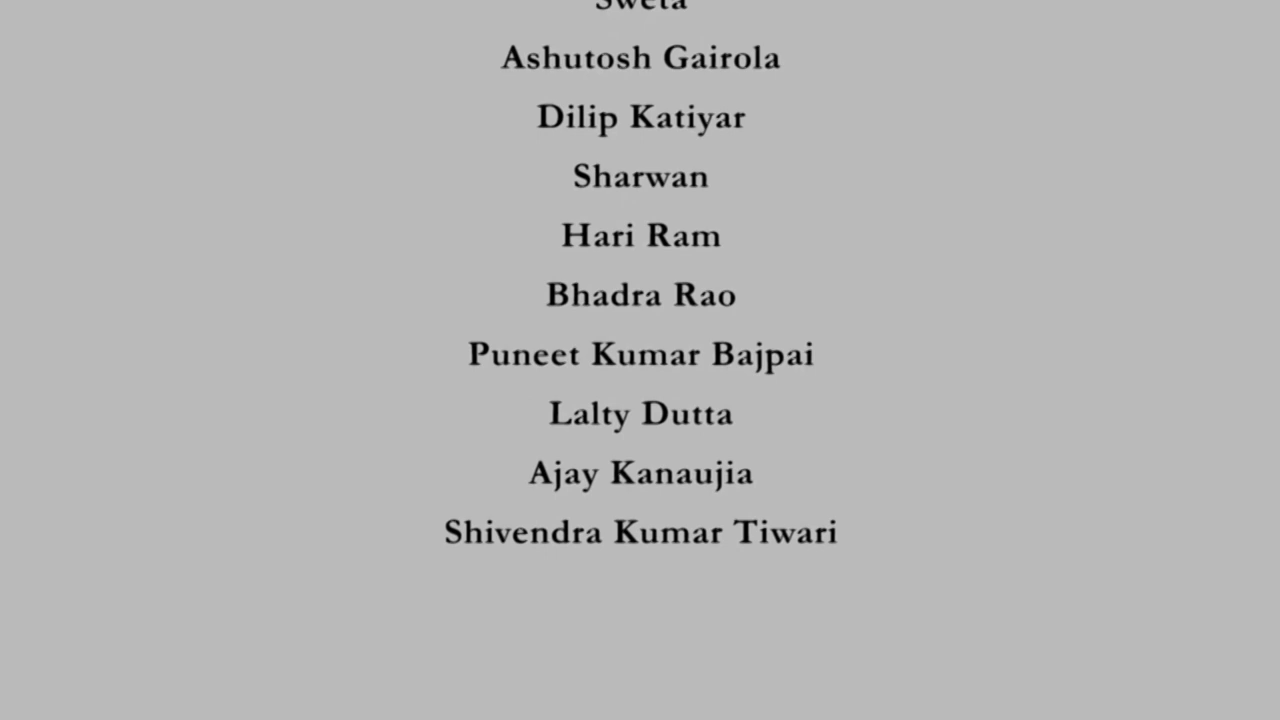 Sweta
Ashutosh Gairola
Dilip Katiyar
Sharwan
Hari Ram
Bhadra Rao
Puneet Kumar Bajpai
Lalty Dutta
Ajay Kanaujia
Shivendra Kumar Tiwari